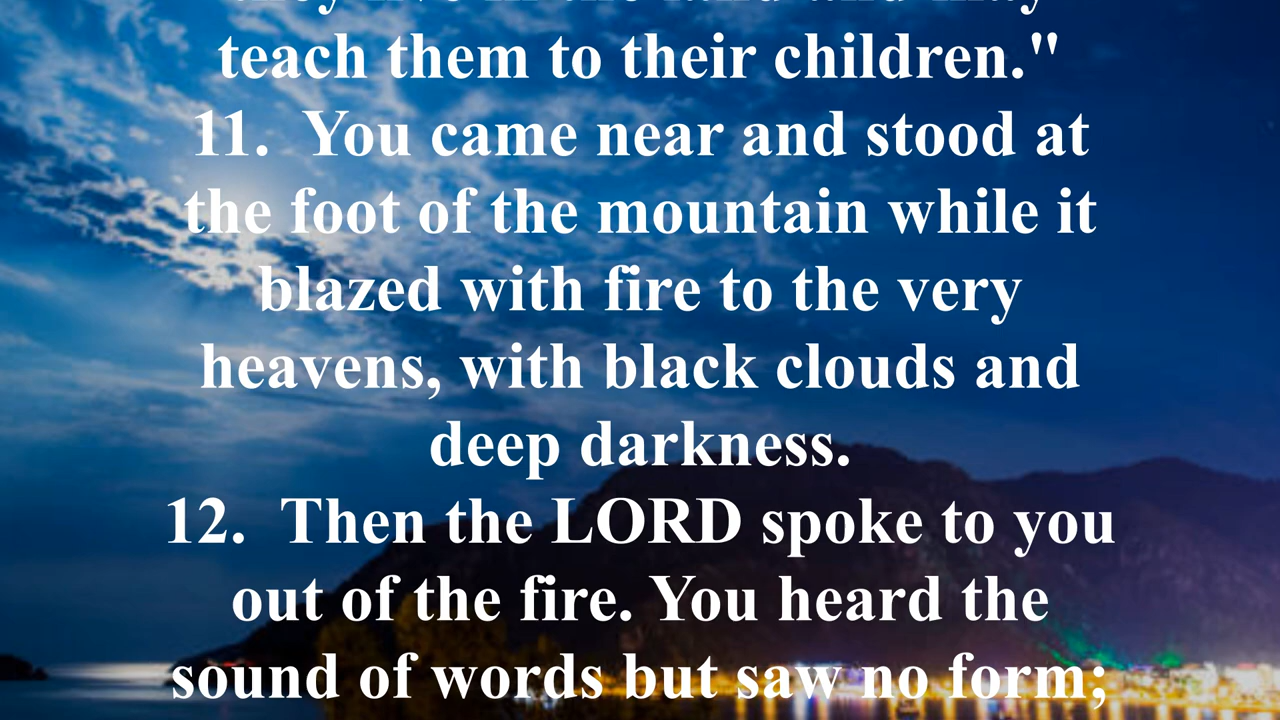 teach them to their children."
11. You came near and stood at
the foot of the mountain while it
blazed with fire to the very
heavens, with black clouds and
deep darkness.
12. Then the LORD spoke to you
out of the fire. You heard the
sound of words but saw no form;